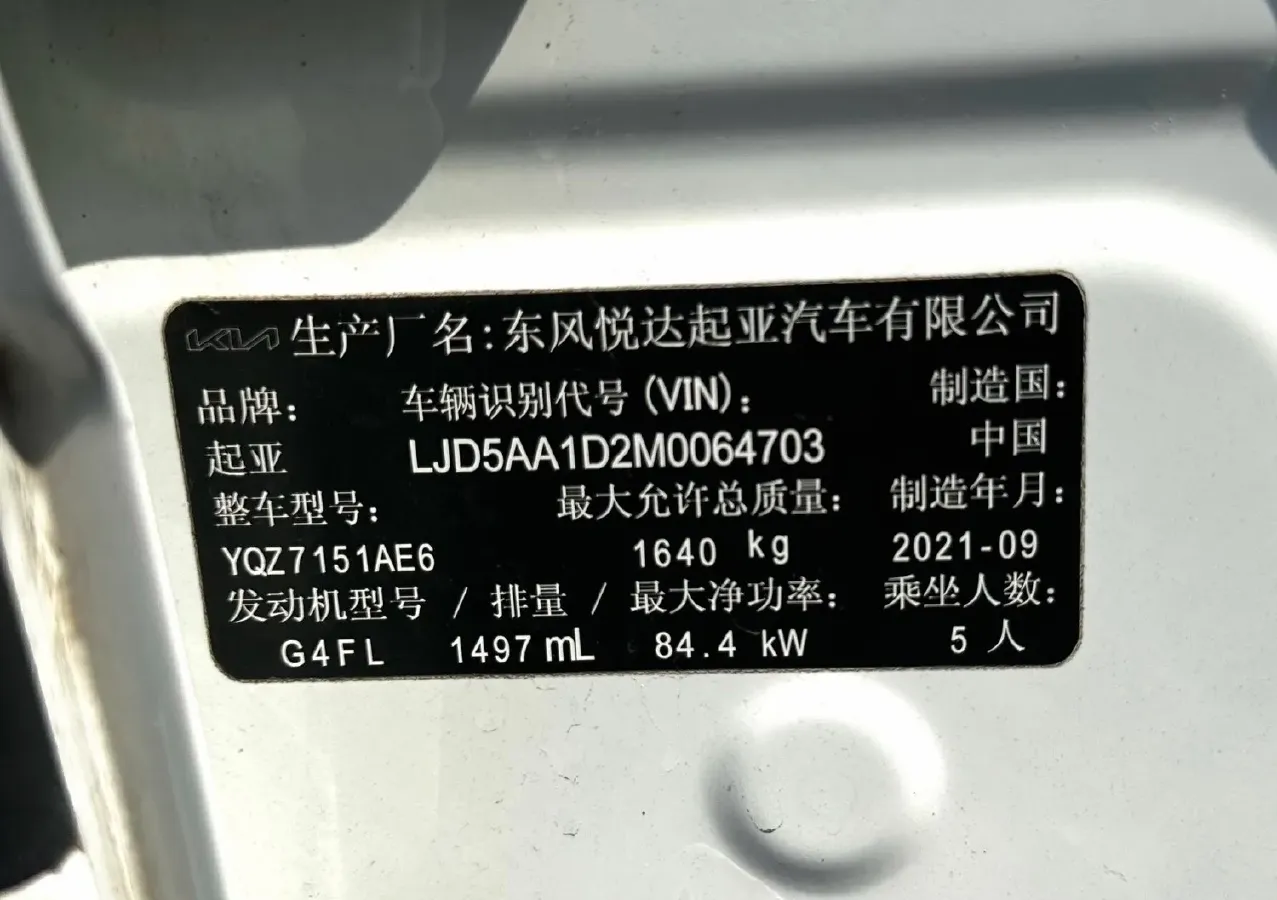 KIA 生产厂名:东风悦达起亚汽车有限公司
品牌: 车辆识别代号(VIN): 制造国:
起亚 LJD5AA1D2M0064703 中国
整车型号: 最大允许总质量: 制造年月:
YQZ7151AE6 1640 kg 2021-09
发动机型号 / 排量 / 最大净功率: 乘坐人数:
G4FL 1497 mL 84.4 kW 5 人